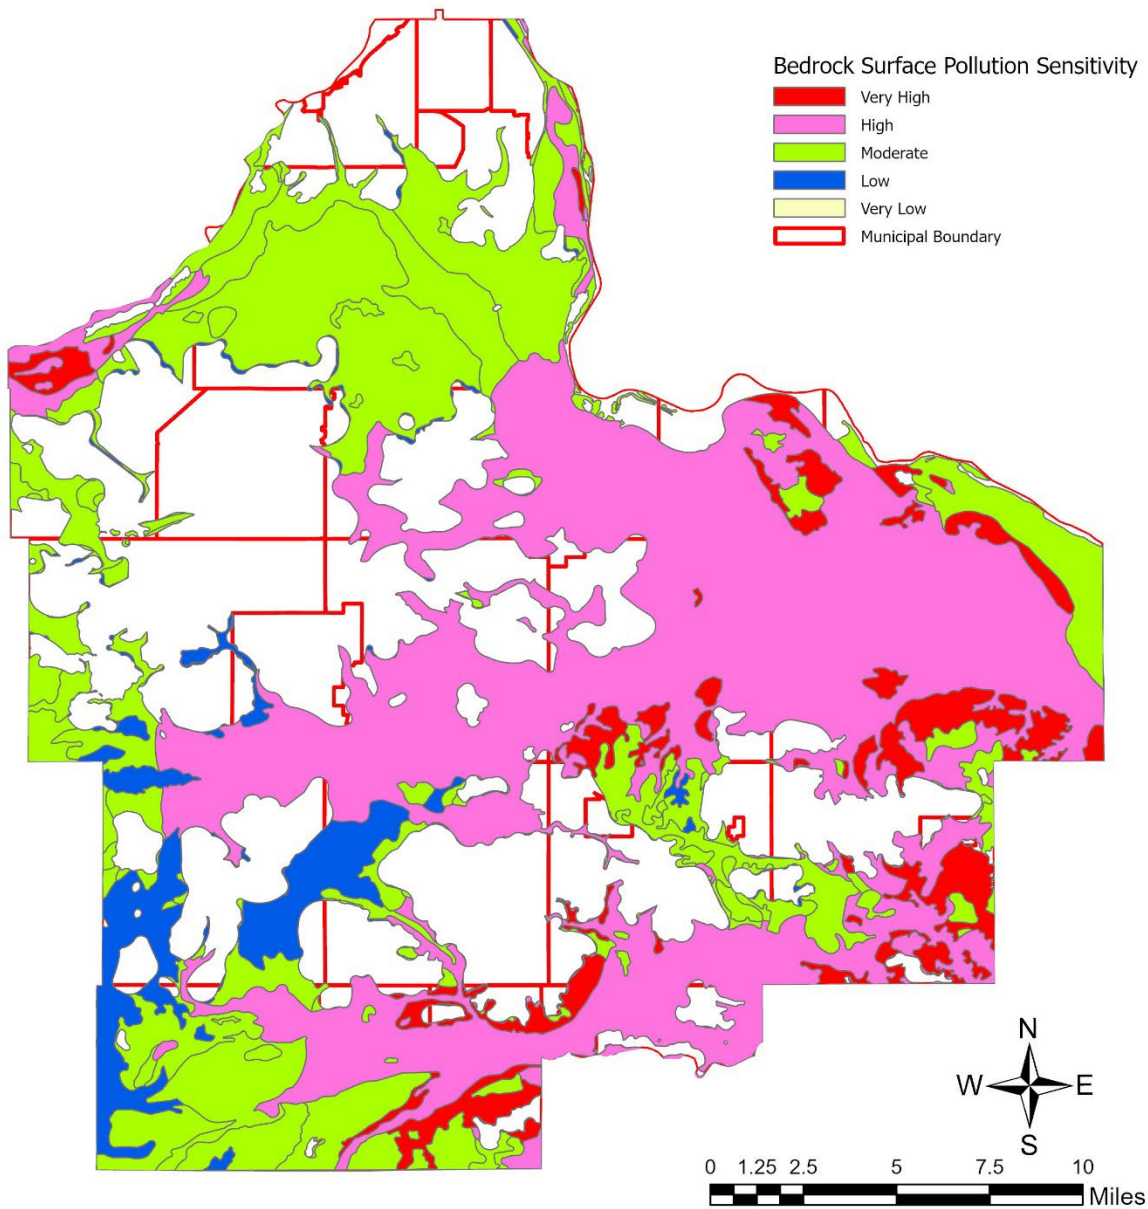 Bedrock Surface Pollution Sensitivity
Very High
High
Moderate
Low
Very Low
Municipal Boundary
N
W E
S
0 1.25 2.5 5 7.5 10
Miles